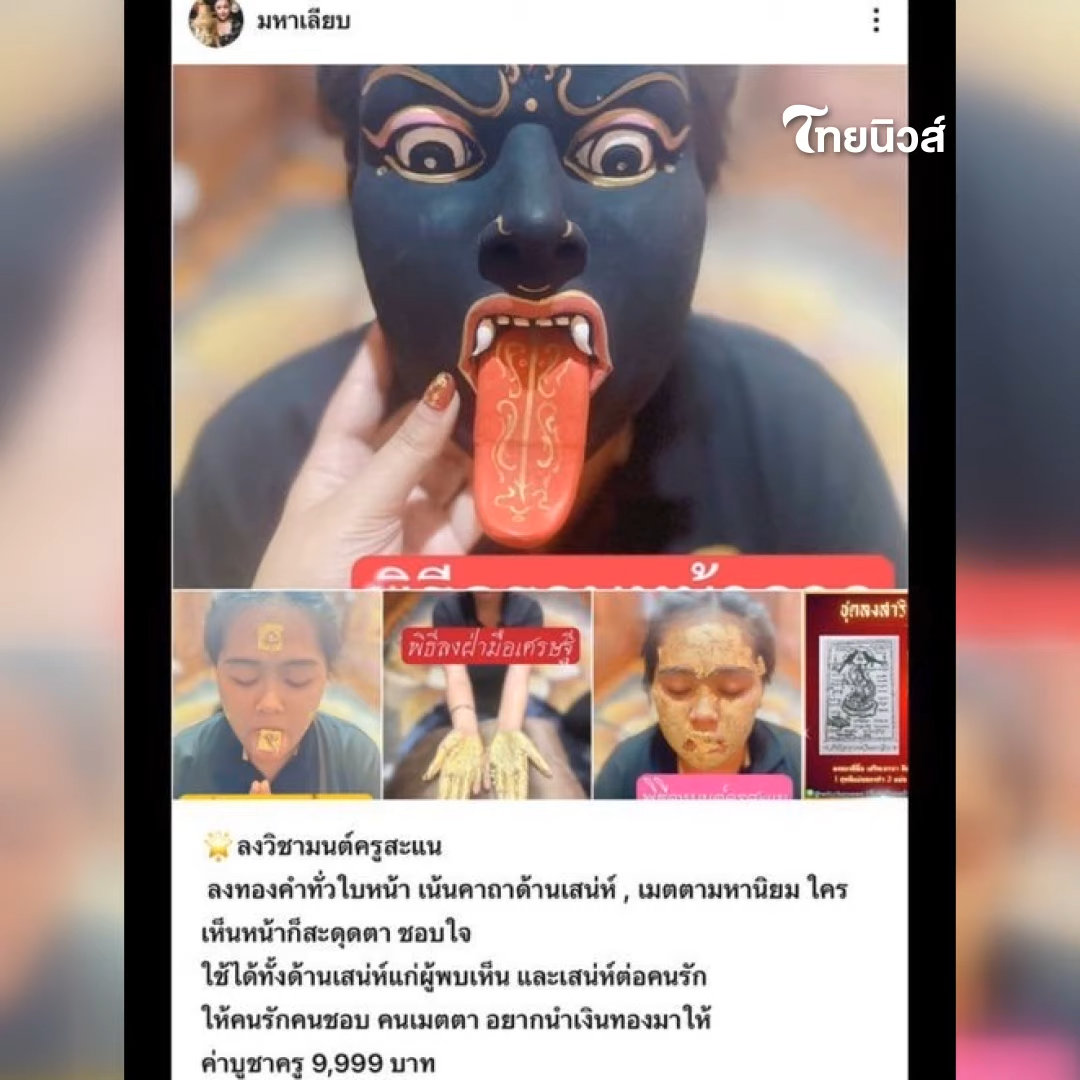 มหาเลียบ
ไทยนิวส์
พิธีลงฝ่ามือเศรษฐี
🌟ลงวิชามนต์ครูสะแน
ลงทองคำทั่วใบหน้า เน้นคาถาด้านเสน่ห์ , เมตตามหานิยม ใคร
เห็นหน้าก็สะดุดตา ชอบใจ
ใช้ได้ทั้งด้านเสน่ห์แก่ผู้พบเห็น และเสน่ห์ต่อคนรัก
ให้คนรักคนชอบ คนเมตตา อยากนำเงินทองมาให้
ค่าบูชาครู 9,999 บาท